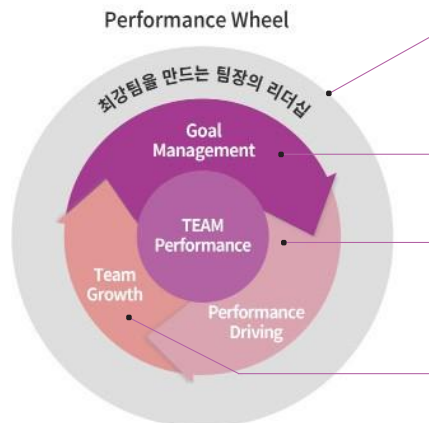 Performance Wheel
최강팀을 만드는 팀장의 리더십
Goal
Management
TEAM
Performance
Team
Growth
Performance
Driving